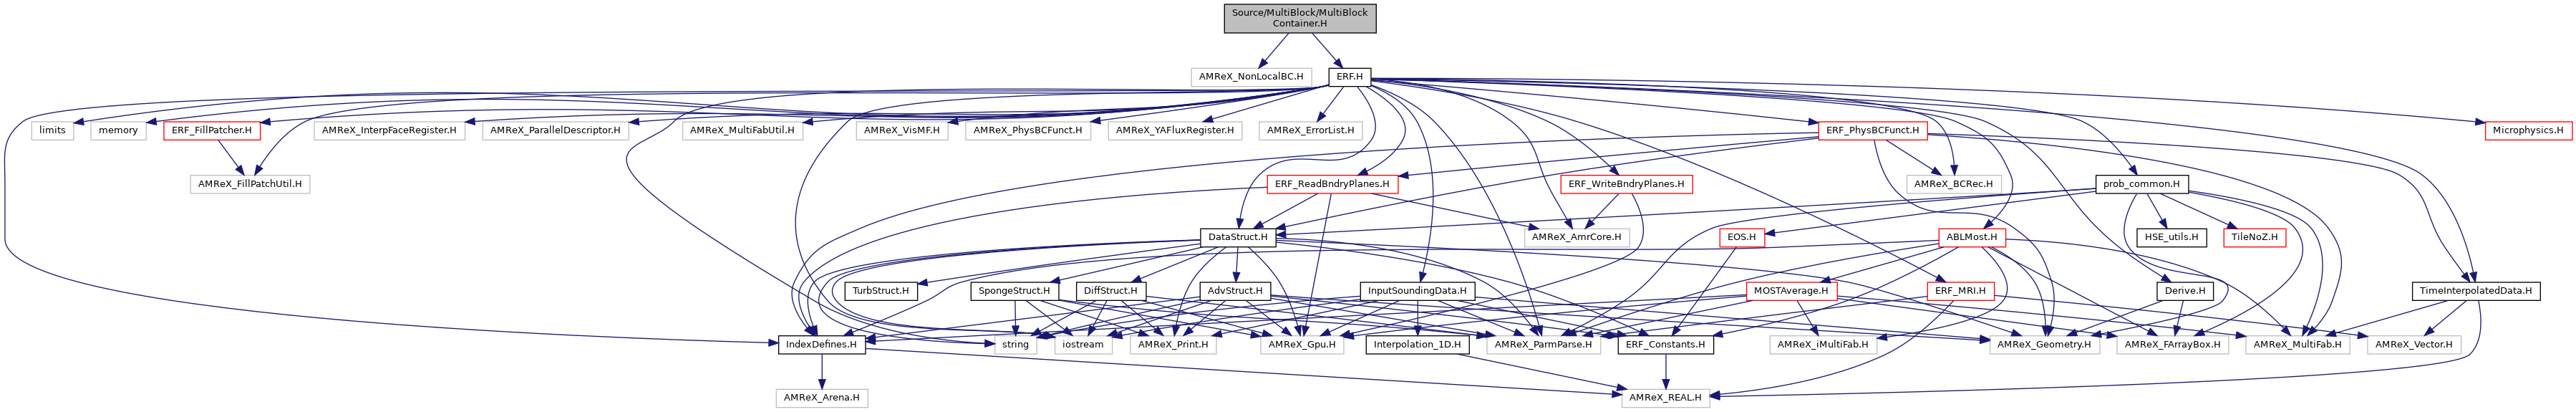 Source/MultiBlock/MultiBlock
Container.H
AMReX_NonLocalBC.H
ERF.H
limits
memory
ERF_FillPatcher.H
AMReX_InterpFaceRegister.H
AMReX_ParallelDescriptor.H
AMReX_MultiFabUtil.H
AMReX_VisMF.H
AMReX_PhysBCFunct.H
AMReX_YAFluxRegister.H
AMReX_ErrorList.H
ERF_PhysBCFunct.H
Microphysics.H
AMReX_FillPatchUtil.H
ERF_ReadBndryPlanes.H
ERF_WriteBndryPlanes.H
AMReX_BCRec.H
prob_common.H
DataStruct.H
AMReX_AmrCore.H
EOS.H
ABLMost.H
HSE_utils.H
TileNoZ.H
TurbStruct.H
SpongeStruct.H
DiffStruct.H
AdvStruct.H
InputSoundingData.H
MOSTAverage.H
ERF_MRI.H
Derive.H
TimeInterpolatedData.H
IndexDefines.H
string
iostream
AMReX_Print.H
AMReX_Gpu.H
Interpolation_1D.H
AMReX_ParmParse.H
ERF_Constants.H
AMReX_iMultiFab.H
AMReX_Geometry.H
AMReX_FArrayBox.H
AMReX_MultiFab.H
AMReX_Vector.H
AMReX_Arena.H
AMReX_REAL.H